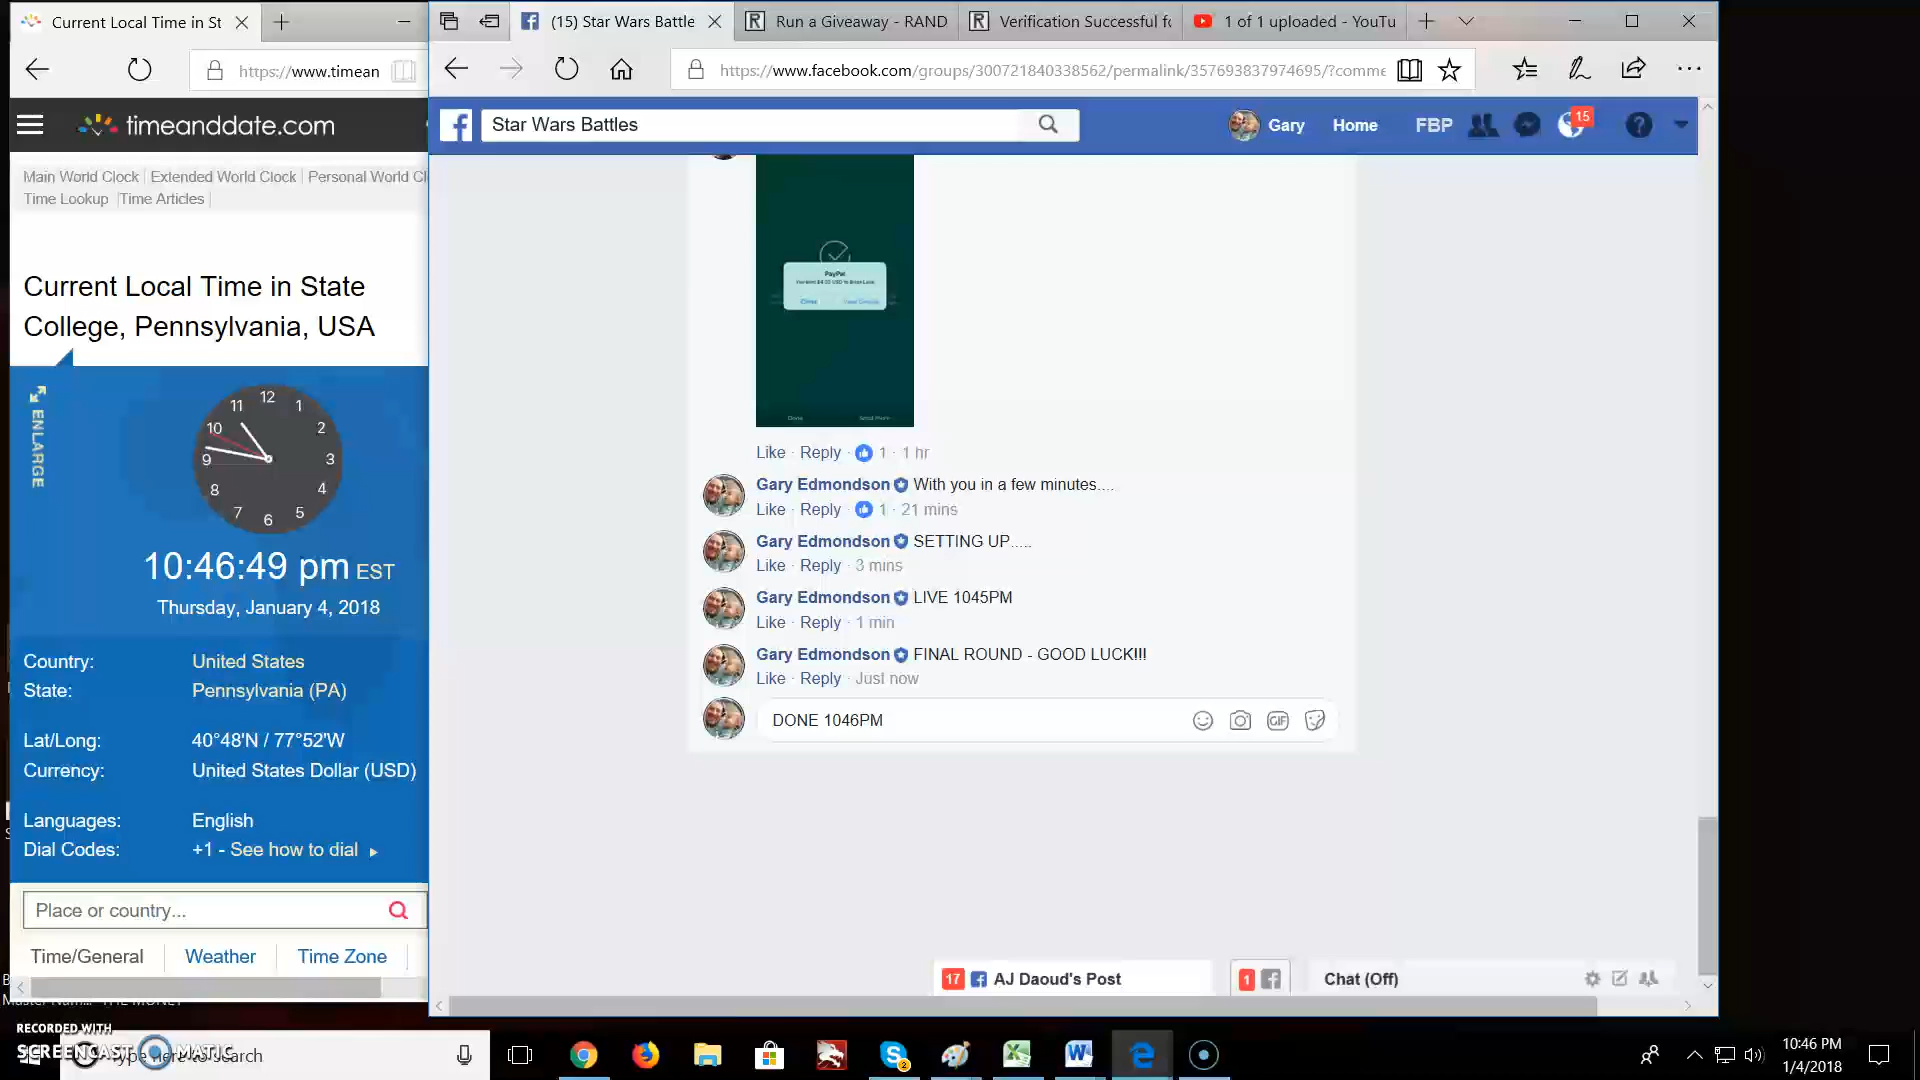 Current Local Time in St
https://www.timean
timeanddate.com
Main World Clock Extended World Clock Personal World Cl
Time Lookup Time Articles
Current Local Time in State
College, Pennsylvania, USA
ENLARGE
12
1
2
3
4
5
6
7
8
9
10
11
10:46:49 pm EST
Thursday, January 4, 2018
Country: United States
State: Pennsylvania (PA)
Lat/Long: 40°48'N / 77°52'W
Currency: United States Dollar (USD)
Languages: English
Dial Codes: +1 - See how to dial
Place or country...
Time/General Weather Time Zone
(15) Star Wars Battle
Run a Giveaway - RAND
Verification Successful fo
1 of 1 uploaded - YouTu
https://www.facebook.com/groups/300721840338562/permalink/357693837974695/?comme
Star Wars Battles
Gary Home FBP 15
PayPal
Done
Like · Reply · 1 · 1 hr
Gary Edmondson With you in a few minutes....
Like · Reply · 1 · 21 mins
Gary Edmondson SETTING UP.....
Like · Reply · 3 mins
Gary Edmondson LIVE 1045PM
Like · Reply · 1 min
Gary Edmondson FINAL ROUND - GOOD LUCK!!!
Like · Reply · Just now
DONE 1046PM
GIF
17 AJ Daoud's Post
1
Chat (Off)
RECORDED WITH
SCREENCAST MATIC
Type here to search
2
10:46 PM
1/4/2018